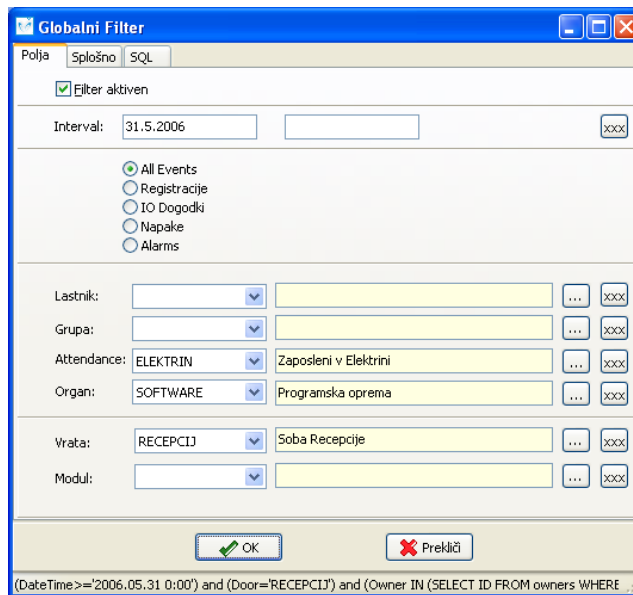 Globalni Filter
Polja Splošno SQL
Filter aktiven
Interval: 31.5.2006 xxx
All Events
Registracije
IO Dogodki
Napake
Alarms
Lastnik: ... xxx
Grupa: ... xxx
Attendance: ELEKTRIN Zaposleni v Elektrini ... xxx
Organ: SOFTWARE Programska oprema ... xxx
Vrata: RECEPCIJ Soba Recepcije ... xxx
Modul: ... xxx
OK Prekliči
(DateTime>='2006.05.31 0:00') and (Door='RECEPCIJ') and (Owner IN (SELECT ID FROM owners WHERE